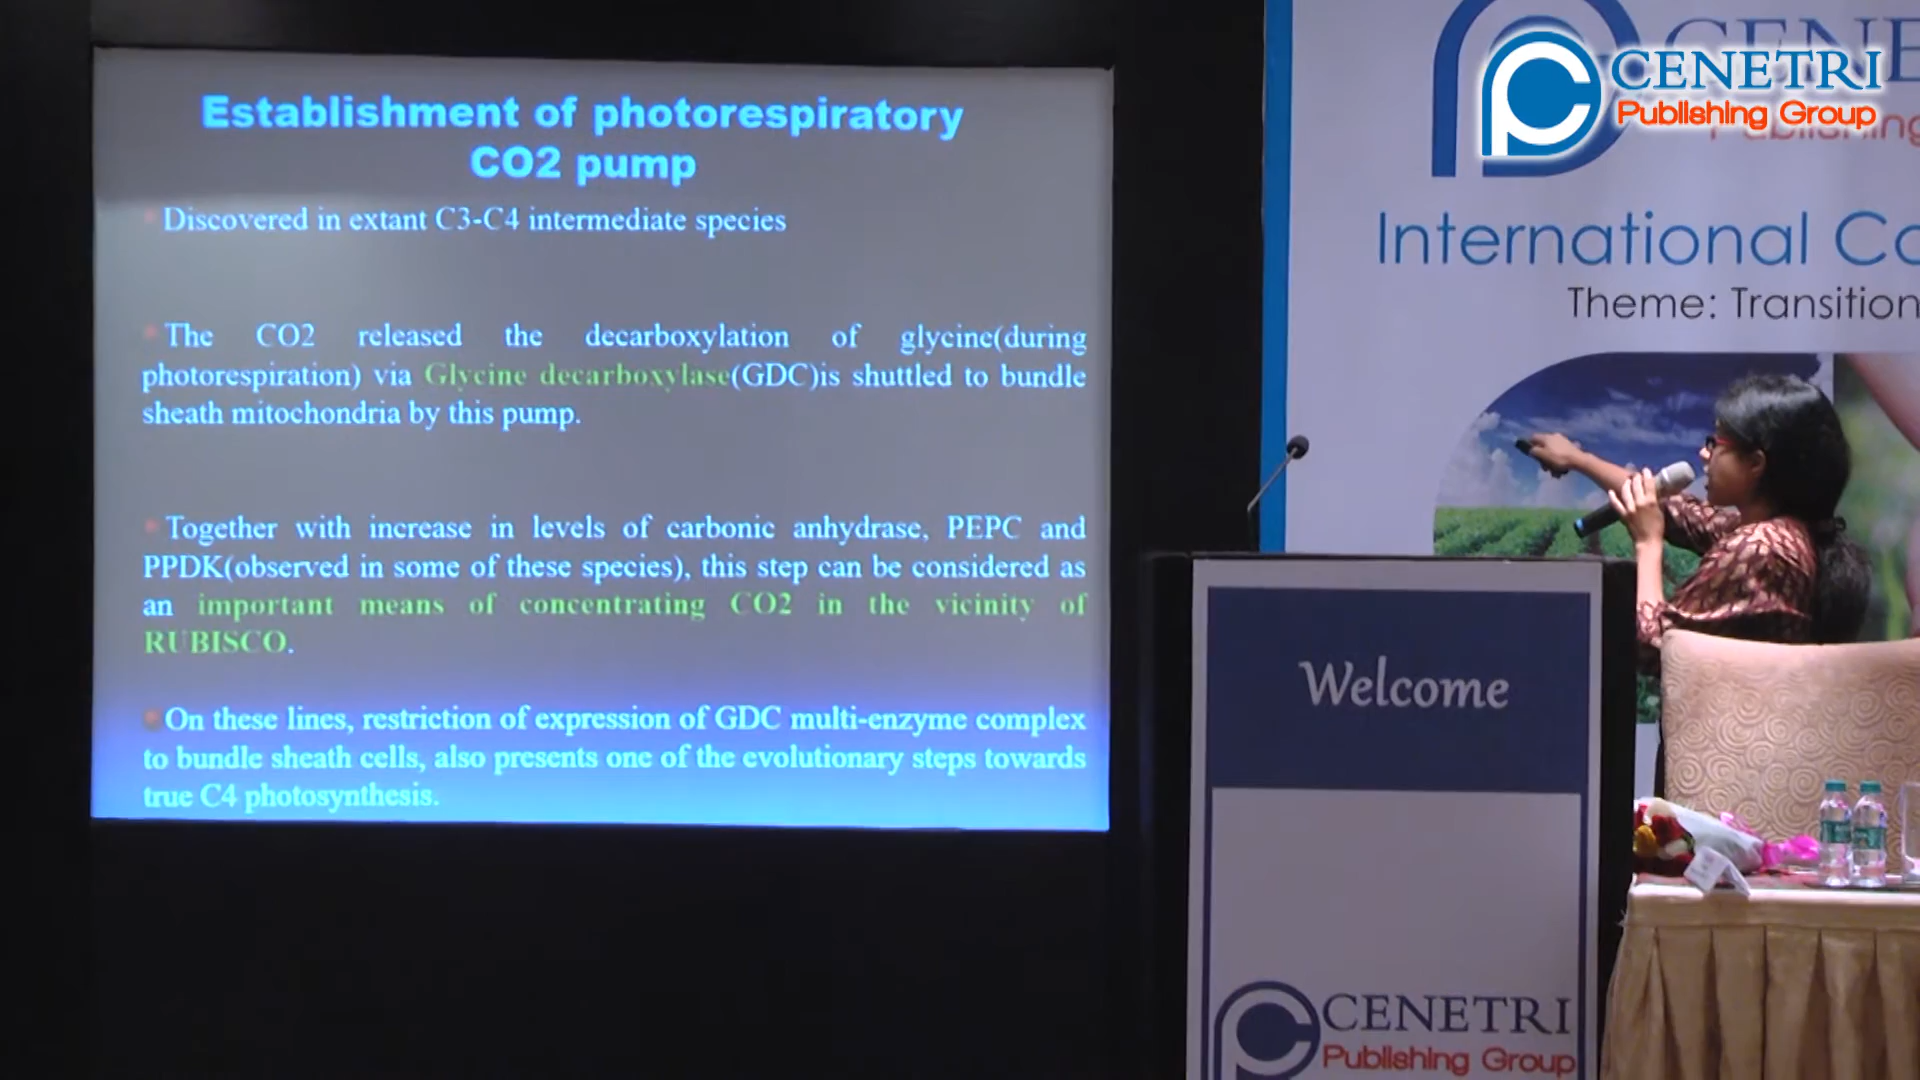 Establishment of photorespiratory
CO2 pump
Discovered in extant C3-C4 intermediate species
The CO2 released the decarboxylation of glycine(during
photorespiration) via Glycine decarboxylase(GDC)is shuttled to bundle
sheath mitochondria by this pump.
Together with increase in levels of carbonic anhydrase, PEPC and
PPDK(observed in some of these species), this step can be considered as
an important means of concentrating CO2 in the vicinity of
RUBISCO.
On these lines, restriction of expression of GDC multi-enzyme complex
to bundle sheath cells, also presents one of the evolutionary steps towards
true C4 photosynthesis.
CENETRI
Publishing Group
International Co
Theme: Transition
Welcome
CENETRI
Publishing Group